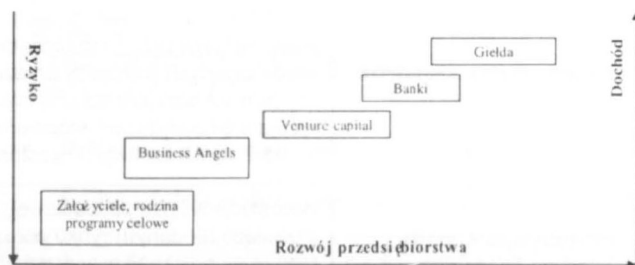 Ryzyko
Giełda
Dochód
Banki
Venture capital
Business Angels
Założyciele, rodzina
programy celowe
Rozwój przedsiębiorstwa